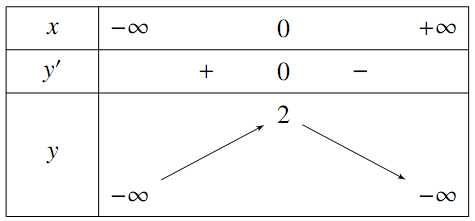 x −∞ 0 +∞
y′ + 0 −
2
y
−∞ −∞